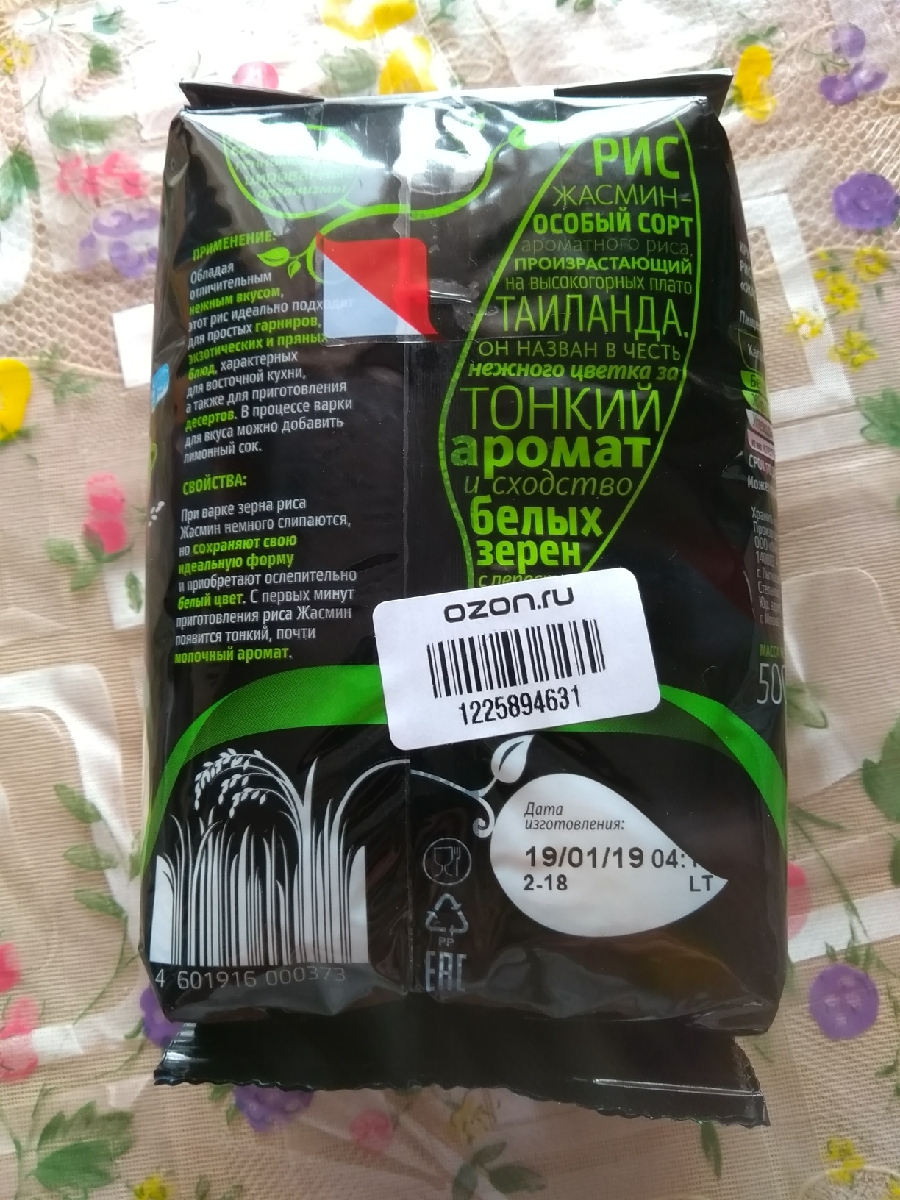 организмы
ПРИМЕНЕНИЕ:
Обладая
отличительным
нежным вкусом,
этот рис идеально подходит
для простых гарниров,
экзотических и пряных
блюд, характерных
для восточной кухни,
а также для приготовления
десертов. В процессе варки
для вкуса можно добавить
лимонный сок.
СВОЙСТВА:
При варке зерна риса
Жасмин немного слипаются,
но сохраняют свою
идеальную форму
и приобретают ослепительно
белый цвет. С первых минут
приготовления риса Жасмин
появится тонкий, почти
молочный аромат.
РИС
ЖАСМИН-
ОСОБЫЙ СОРТ
ароматного риса,
ПРОИЗРАСТАЮЩИЙ
на высокогорных плато
ТАИЛАНДА.
ОН НАЗВАН В ЧЕСТЬ
нежного цветка за
ТОНКИЙ
аромат
и сходство
белых
зерен
ozon.ru
1225894631
Дата
изготовления:
19/01/19 04:
2-18 LT
PP
EAC
4 601916 000373